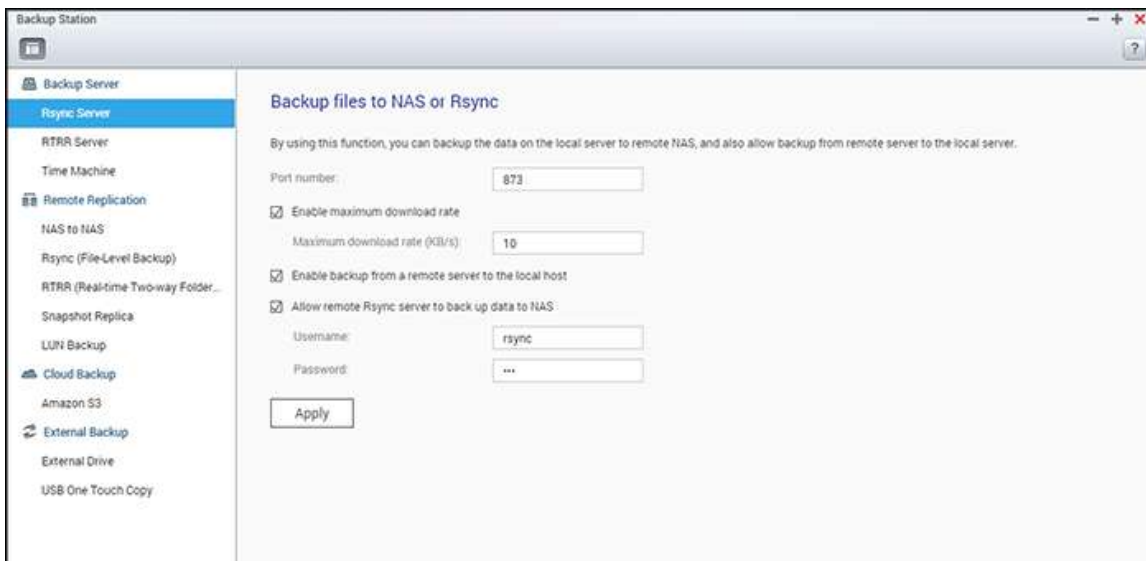 Backup Station
?
Backup Server
Rsync Server
RTRR Server
Time Machine
Remote Replication
NAS to NAS
Rsync (File-Level Backup)
RTRR (Real-time Two-way Folder...
Snapshot Replica
LUN Backup
Cloud Backup
Amazon S3
External Backup
External Drive
USB One Touch Copy
Backup files to NAS or Rsync
By using this function, you can backup the data on the local server to remote NAS, and also allow backup from remote server to the local server.
Port number: 873
Enable maximum download rate
Maximum download rate (KB/s): 10
Enable backup from a remote server to the local host
Allow remote Rsync server to back up data to NAS
Username: rsync
Password: •••
Apply